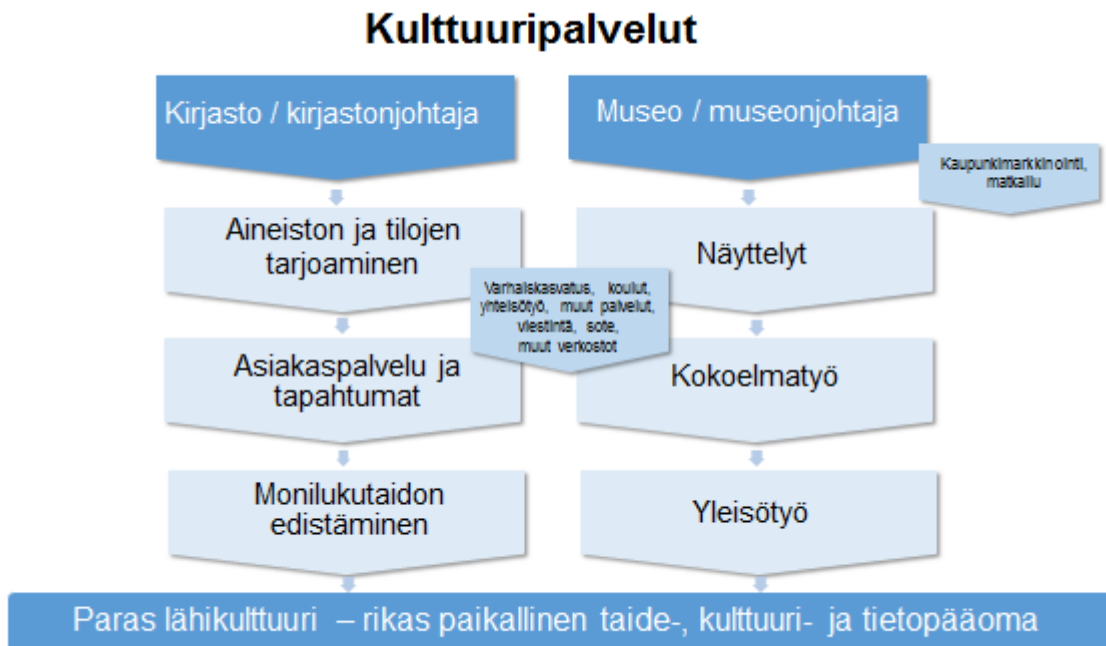 Kulttuuripalvelut
Kirjasto / kirjastonjohtaja
Museo / museonjohtaja
Kaupunkimarkkinointi,
matkailu
Aineiston ja tilojen
tarjoaminen
Näyttelyt
Varhaiskasvatus, koulut,
yhteisötyö, muut palvelut,
viestintä, sote,
muut verkostot
Asiakaspalvelu ja
tapahtumat
Kokoelmatyö
Monilukutaidon
edistäminen
Yleisötyö
Paras lähikulttuuri – rikas paikallinen taide-, kulttuuri- ja tietopääoma